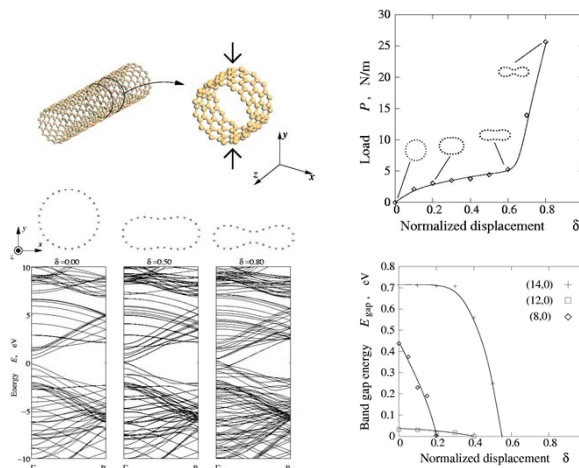 y
x
z
y
x
δ=0.00
δ=0.50
δ=0.80
Energy E, eV
10
5
0
-5
-10
Γ
Γ
Γ
Load P, N/m
30
25
20
15
10
5
0
0.0
0.2
0.4
0.6
0.8
Normalized displacement δ
Band gap energy E gap, eV
0.8
0.7
0.6
0.5
0.4
0.3
0.2
0.1
0
(14,0)
(12,0)
(8,0)
0.0
0.2
0.4
0.6
0.8
Normalized displacement δ